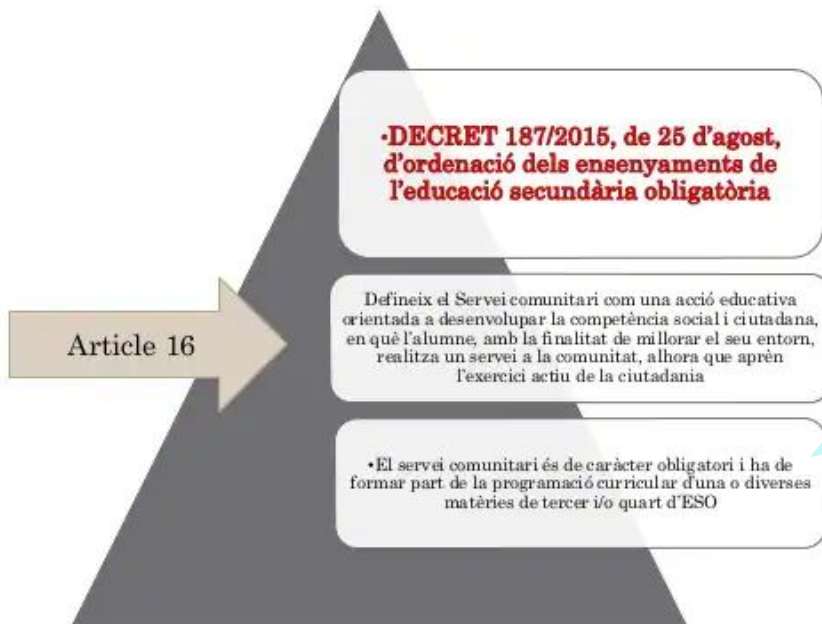 •DECRET 187/2015, de 25 d’agost,
d’ordenació dels ensenyaments de
l’educació secundària obligatòria
Article 16
Defineix el Servei comunitari com una acció educativa
orientada a desenvolupar la competència social i ciutadana,
en què l’alumne, amb la finalitat de millorar el seu entorn,
realitza un servei a la comunitat, alhora que aprèn
l’exercici actiu de la ciutadania
•El servei comunitari és de caràcter obligatori i ha de
formar part de la programació curricular d’una o diverses
matèries de tercer i/o quart d’ESO